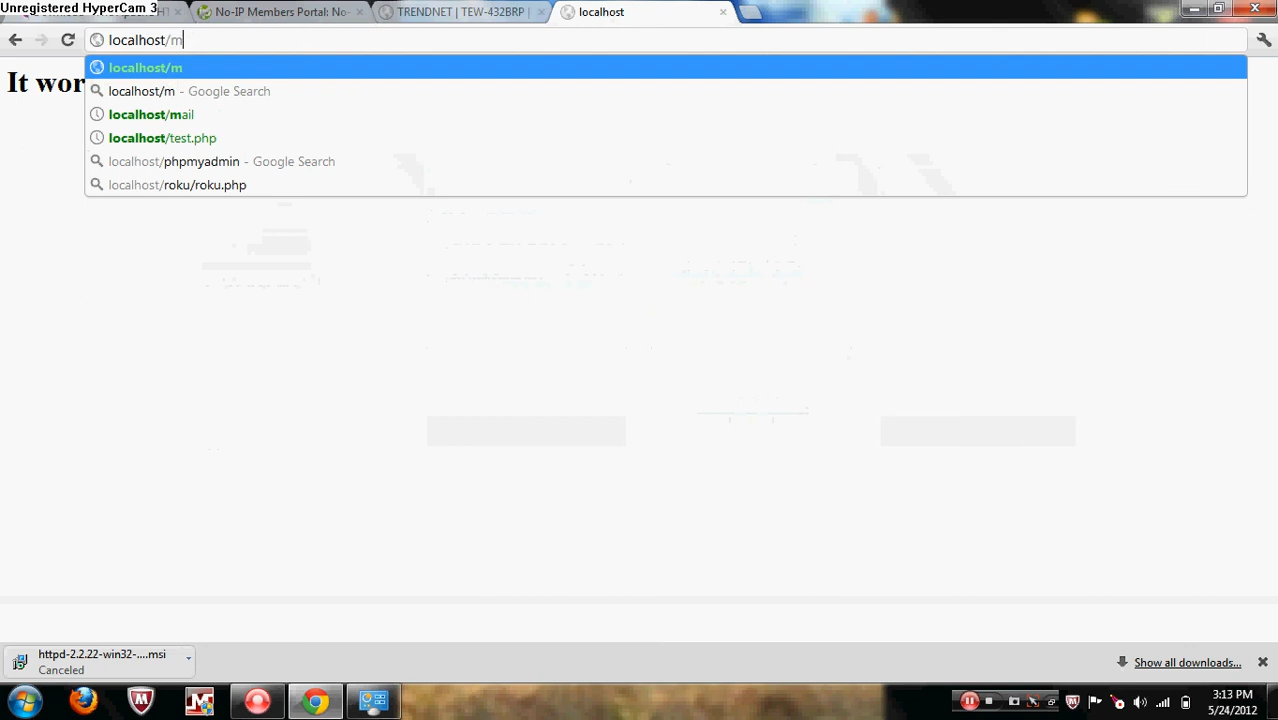 Unregistered HyperCam 3
No-IP Members Portal: No-
TRENDNET | TEW-432BRP |
localhost
localhost/m
It wor
localhost/m
localhost/m - Google Search
localhost/mail
localhost/test.php
localhost/phpmyadmin - Google Search
localhost/roku/roku.php
httpd-2.2.22-win32-....msi
Canceled
Show all downloads...
3:13 PM
5/24/2012